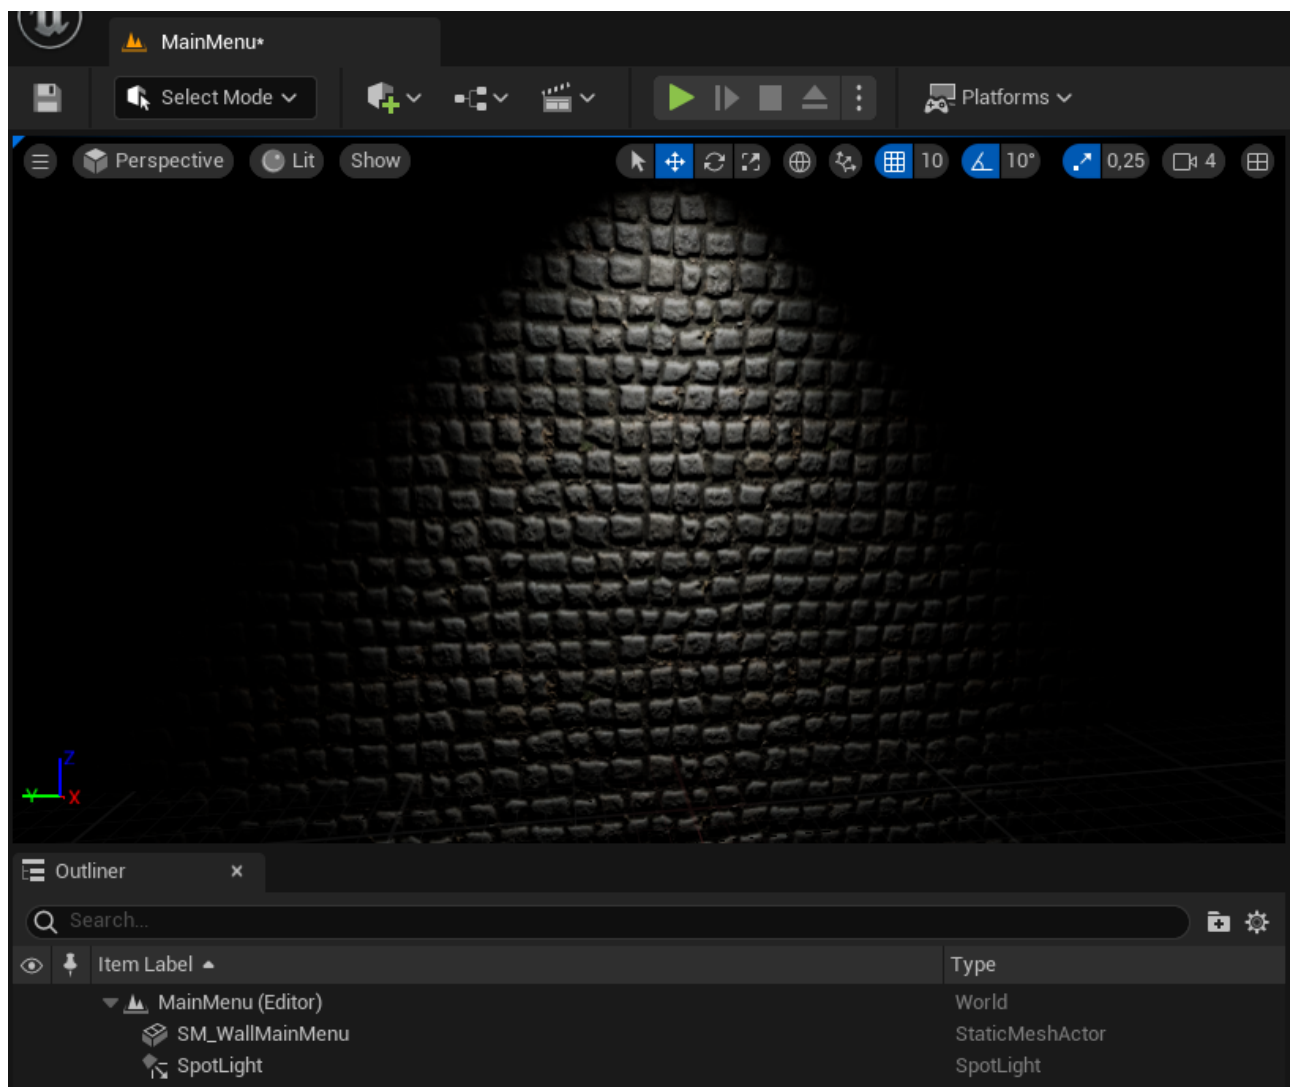 MainMenu*
Select Mode
Platforms
Perspective Lit Show 10 10° 0,25 4
Z
Y X
Outliner
Search...
Item Label Type
MainMenu (Editor) World
SM_WallMainMenu StaticMeshActor
SpotLight SpotLight